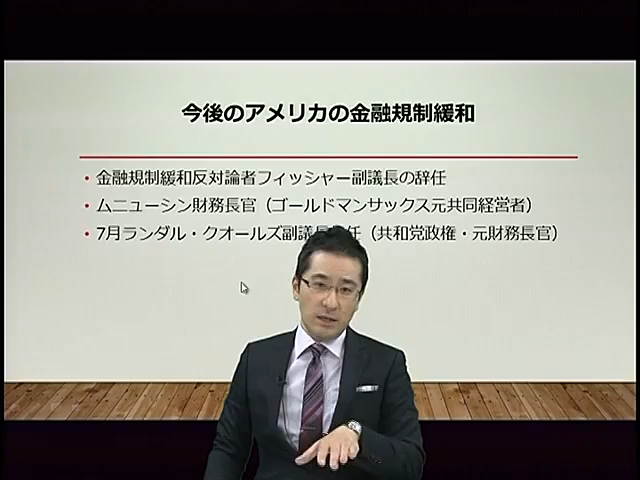 今後のアメリカの金融規制緩和
・金融規制緩和反対論者フィッシャー副議長の辞任
・ムニューシン財務長官（ゴールドマンサックス元共同経営者）
・7月ランダル・クオールズ副議長 任（共和党政権・元財務長官）